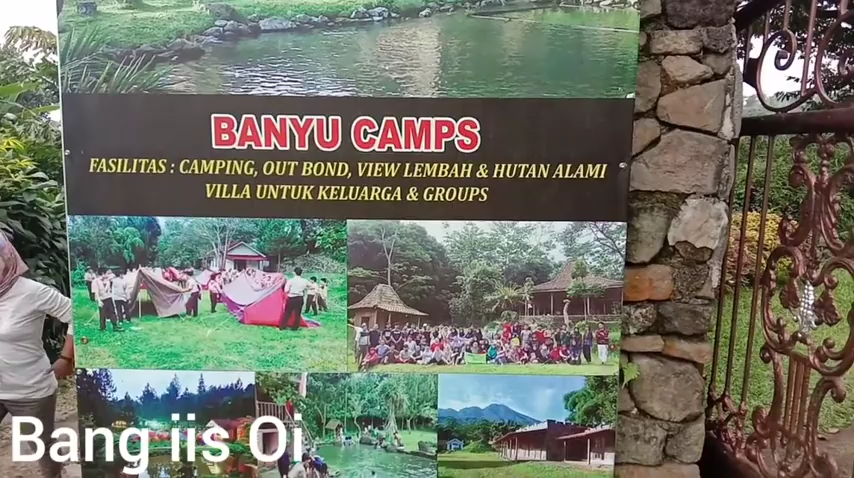 BANYU CAMPS
FASILITAS : CAMPING, OUT BOND, VIEW LEMBAH & HUTAN ALAMI
VILLA UNTUK KELUARGA & GROUPS
Bang iis Oi